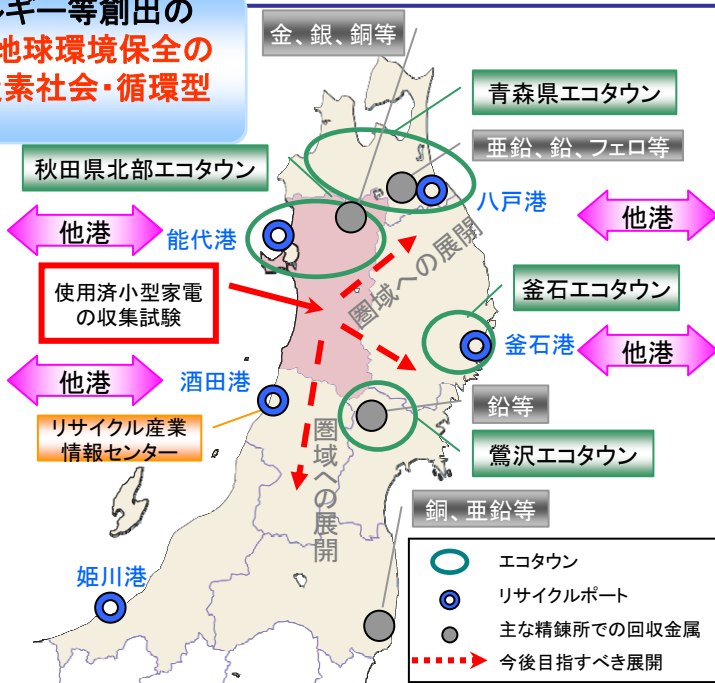 ルギー等創出の
地球環境保全の
素社会・循環型
金、銀、銅等
青森県エコタウン
亜鉛、鉛、フェロ等
秋田県北部エコタウン
八戸港
他港
能代港
他港
圏域への展開
使用済小型家電
の収集試験
釜石エコタウン
釜石港
他港
他港
酒田港
鉛等
リサイクル産業
情報センター
圏域への展開
鶯沢エコタウン
銅、亜鉛等
姫川港
エコタウン
リサイクルポート
主な精錬所での回収金属
今後目指すべき展開